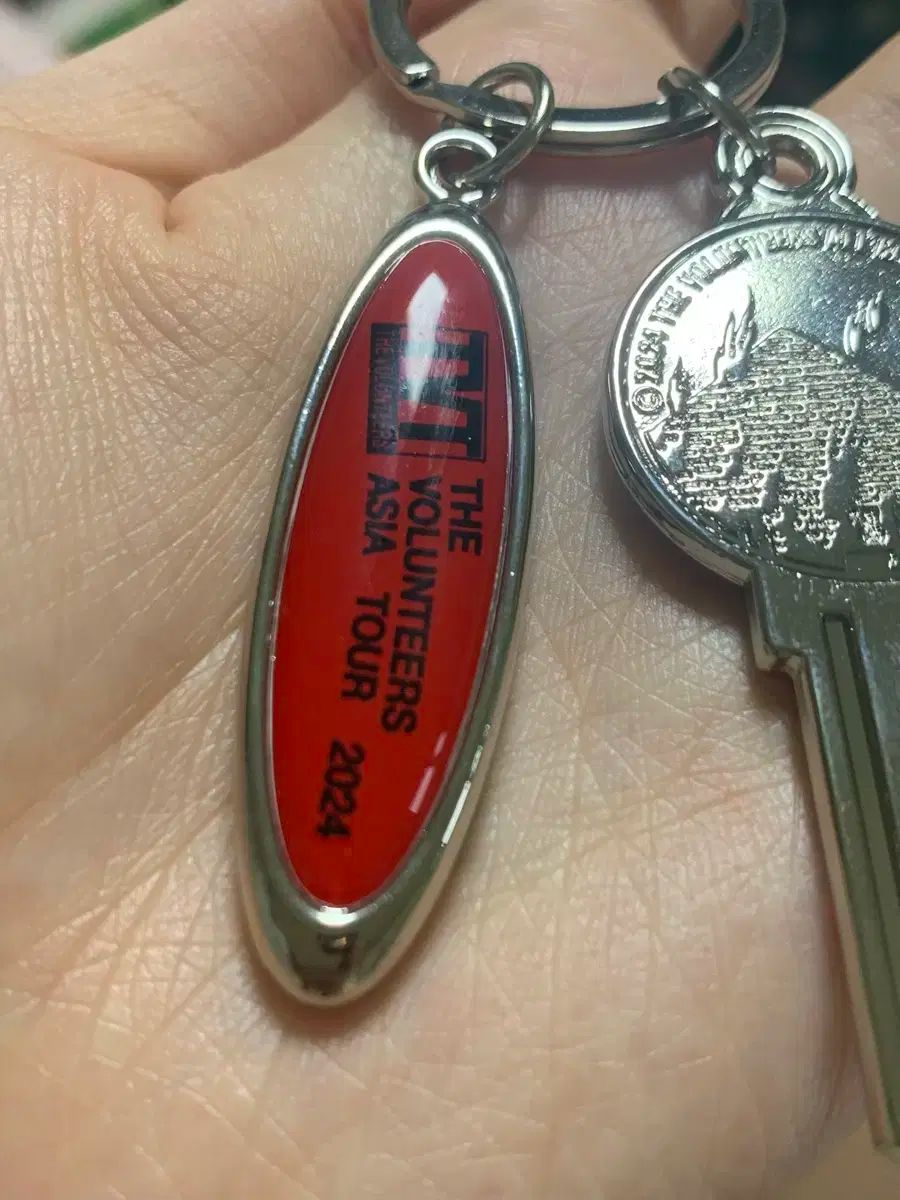 THE VOLUNTEERS
THE
VOLUNTEERS
ASIA TOUR 2024
© 2024 THE VOLUNTEERS